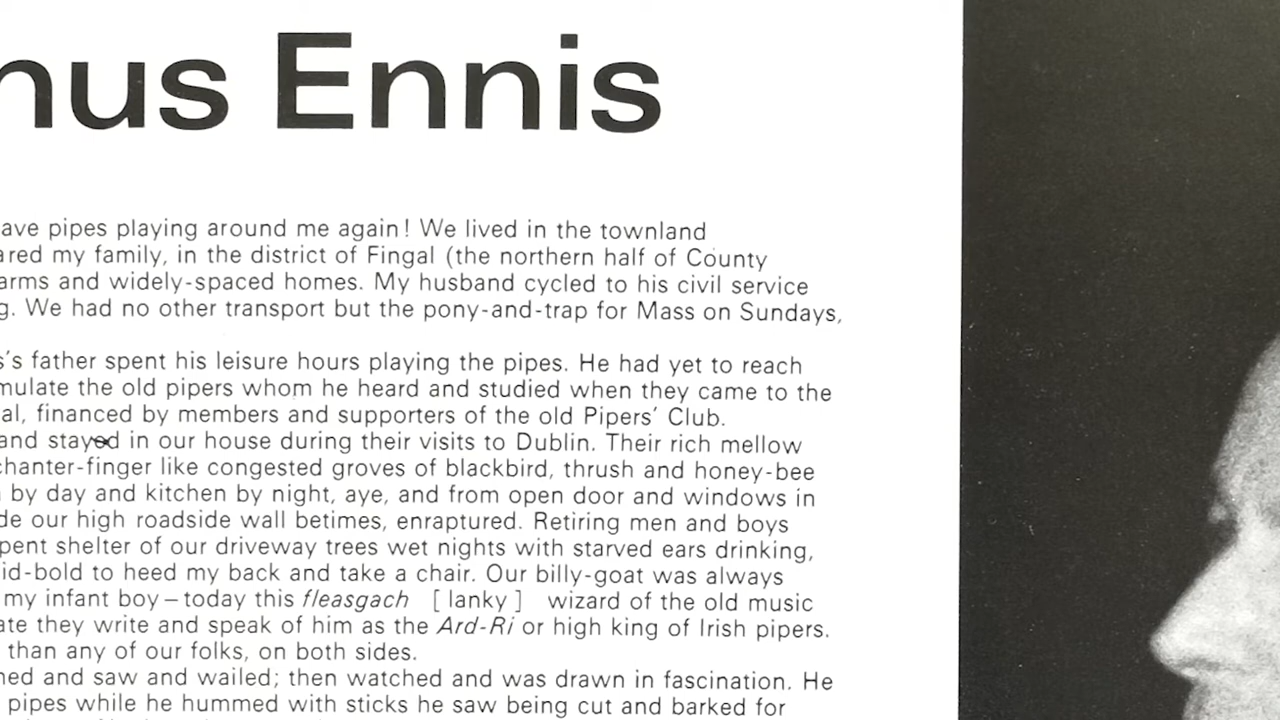 nus Ennis
ave pipes playing around me again! We lived in the townland
ared my family, in the district of Fingal (the northern half of County
arms and widely-spaced homes. My husband cycled to his civil service
g. We had no other transport but the pony-and-trap for Mass on Sundays,
s's father spent his leisure hours playing the pipes. He had yet to reach
mulate the old pipers whom he heard and studied when they came to the
al, financed by members and supporters of the old Pipers' Club.
and stayed in our house during their visits to Dublin. Their rich mellow
chanter-finger like congested groves of blackbird, thrush and honey-bee
by day and kitchen by night, aye, and from open door and windows in
de our high roadside wall betimes, enraptured. Retiring men and boys
pent shelter of our driveway trees wet nights with starved ears drinking,
id-bold to heed my back and take a chair. Our billy-goat was always
my infant boy – today this fleasgach [lanky] wizard of the old music
ate they write and speak of him as the Ard-Ri or high king of Irish pipers.
than any of our folks, on both sides.
ned and saw and wailed; then watched and was drawn in fascination. He
pipes while he hummed with sticks he saw being cut and barked for